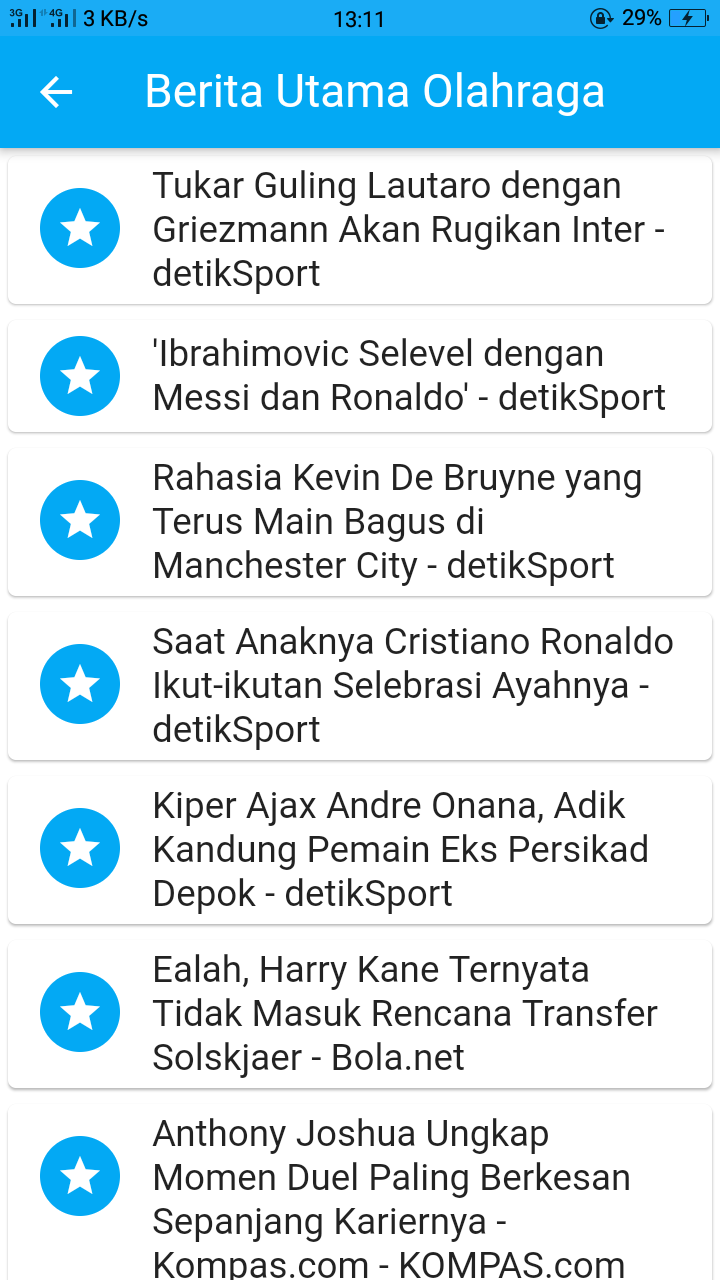 3G 4G 3 KB/s 13:11 29%
Berita Utama Olahraga
Tukar Guling Lautaro dengan
Griezmann Akan Rugikan Inter -
detikSport
'Ibrahimovic Selevel dengan
Messi dan Ronaldo' - detikSport
Rahasia Kevin De Bruyne yang
Terus Main Bagus di
Manchester City - detikSport
Saat Anaknya Cristiano Ronaldo
Ikut-ikutan Selebrasi Ayahnya -
detikSport
Kiper Ajax Andre Onana, Adik
Kandung Pemain Eks Persikad
Depok - detikSport
Ealah, Harry Kane Ternyata
Tidak Masuk Rencana Transfer
Solskjaer - Bola.net
Anthony Joshua Ungkap
Momen Duel Paling Berkesan
Sepanjang Kariernya -
Kompas.com - KOMPAS.com